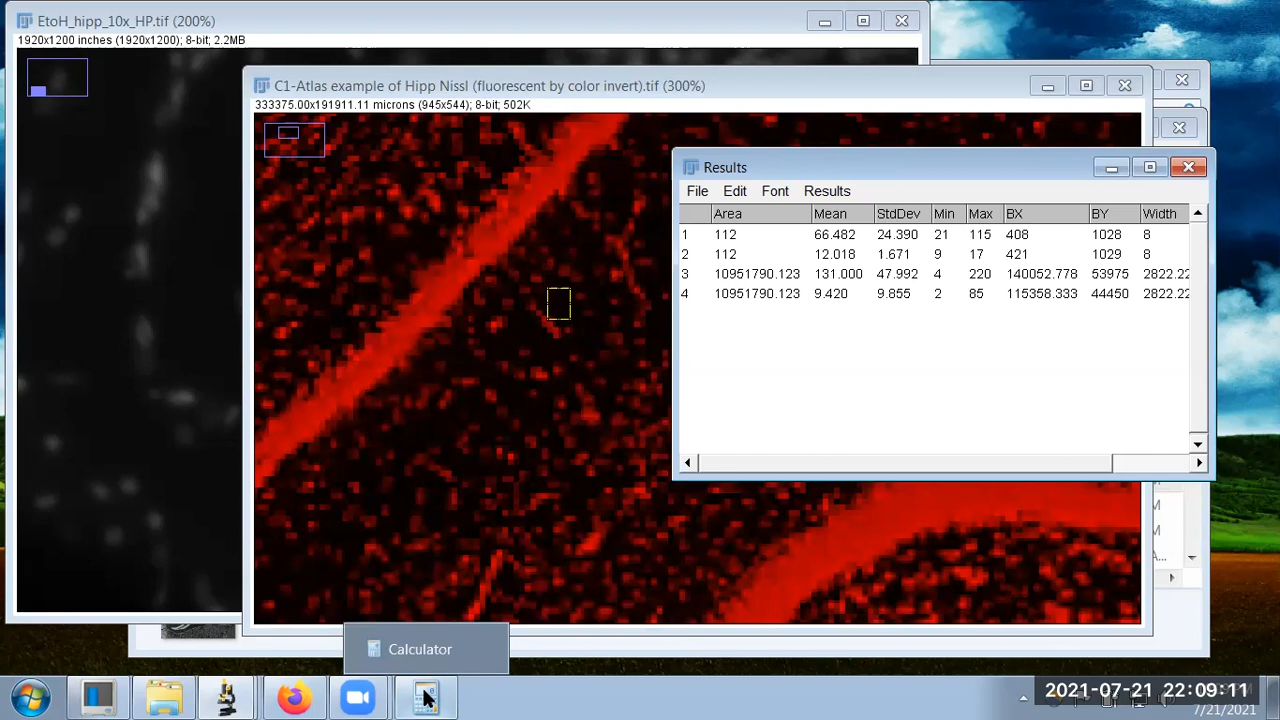 EtoH_hipp_10x_HP.tif (200%)
1920x1200 inches (1920x1200); 8-bit; 2.2MB
C1-Atlas example of Hipp Nissl (fluorescent by color invert).tif (300%)
333375.00x191911.11 microns (945x544); 8-bit; 502K
Results
File Edit Font Results
Area Mean StdDev Min Max BX BY Width
1 112 66.482 24.390 21 115 408 1028 8
2 112 12.018 1.671 9 17 421 1029 8
3 10951790.123 131.000 47.992 4 220 140052.778 53975 2822.22
4 10951790.123 9.420 9.855 2 85 115358.333 44450 2822.22
M
M
A...
Calculator
2021-07-21 22:09:11
7/21/2021